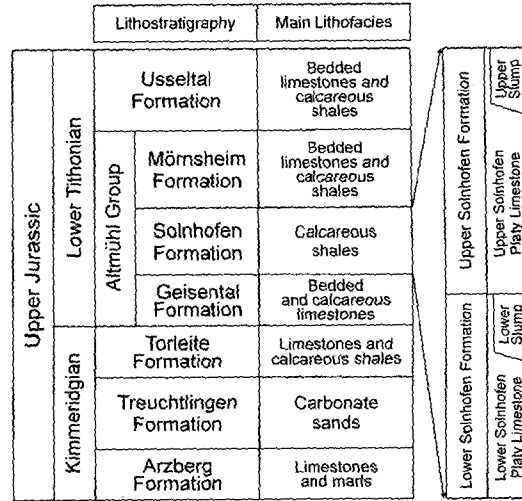 Lithostratigraphy
Main Lithofacies
Upper Jurassic
Lower Tithonian
Kimmeridgian
Altmühl Group
Usseltal
Formation
Bedded
limestones and
calcareous
shales
Mörnsheim
Formation
Bedded
limestones and
calcareous
shales
Solnhofen
Formation
Calcareous
shales
Geisental
Formation
Bedded
and calcareous
limestones
Torleite
Formation
Limestones and
calcareous shales
Treuchtlingen
Formation
Carbonate
sands
Arzberg
Formation
Limestones
and marls
Upper Solnhofen Formation
Upper
Slump
Upper Solnhofen
Platy Limestone
Lower Solnhofen Formation
Lower
Slump
Lower Solnhofen
Platy Limestone